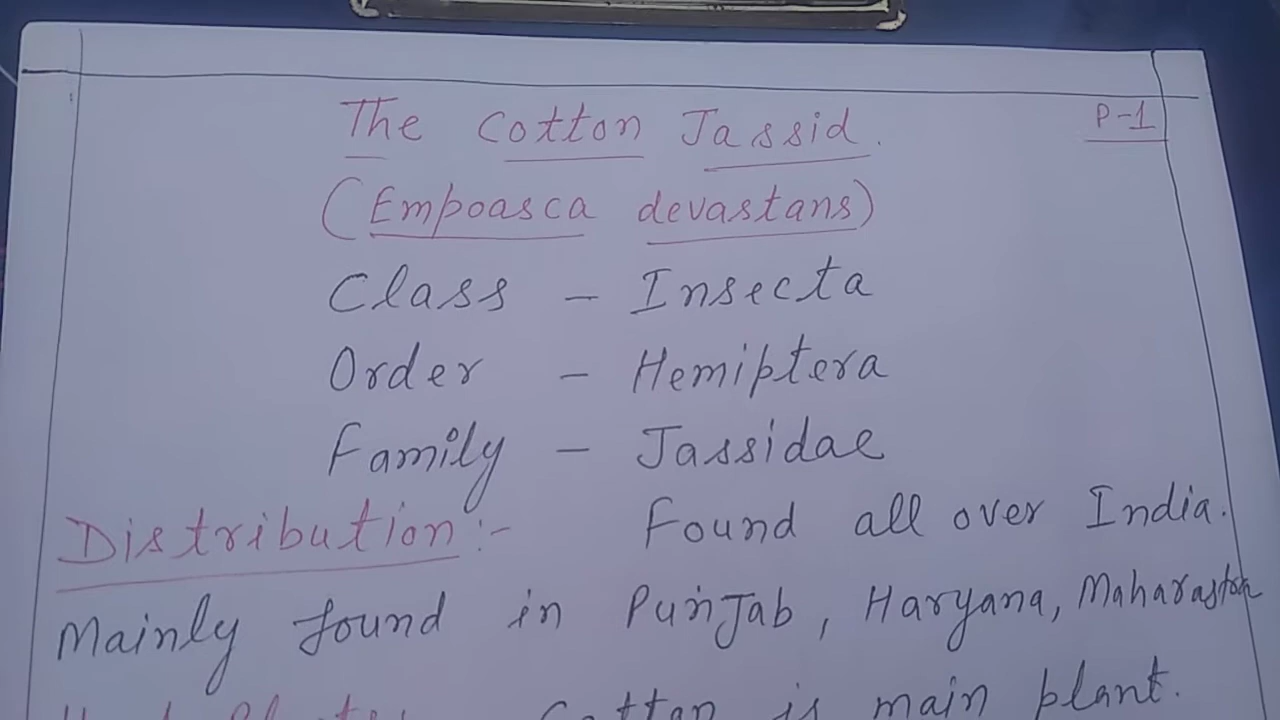 The Cotton Jassid.
P-1
(Empoasca devastans)
Class - Insecta
Order - Hemiptera
Family - Jassidae
Distribution:- Found all over India.
Mainly found in Punjab, Haryana, Maharastra
Cotton is main plant.